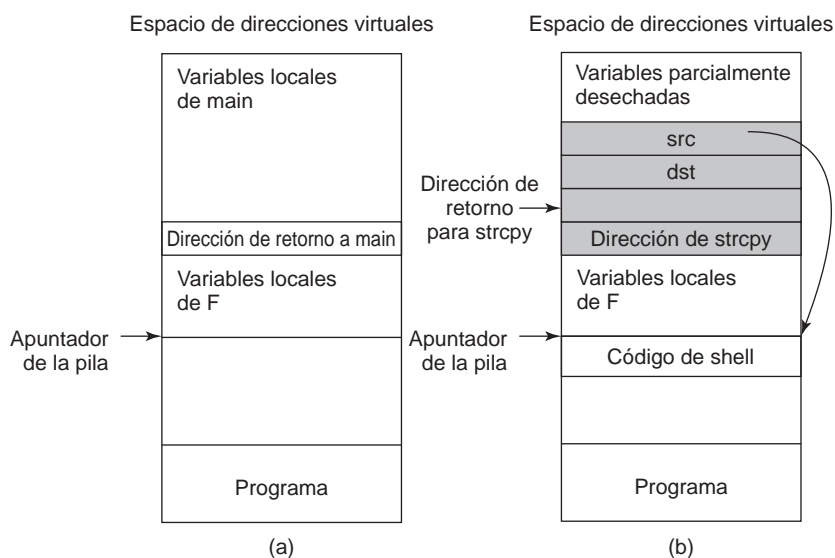 Espacio de direcciones virtuales
Variables locales
de main
Dirección de retorno a main
Variables locales
de F
Apuntador
de la pila
Programa
(a)
Espacio de direcciones virtuales
Variables parcialmente
desechadas
src
dst
Dirección de
retorno
para strcpy
Dirección de strcpy
Variables locales
de F
Apuntador
de la pila
Código de shell
Programa
(b)